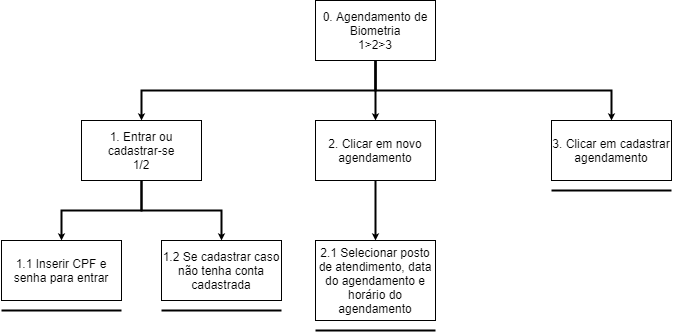 0. Agendamento de
Biometria
1>2>3
1. Entrar ou
cadastrar-se
1/2
2. Clicar em novo
agendamento
3. Clicar em cadastrar
agendamento
1.1 Inserir CPF e
senha para entrar
1.2 Se cadastrar caso
não tenha conta
cadastrada
2.1 Selecionar posto
de atendimento, data
do agendamento e
horário do
agendamento